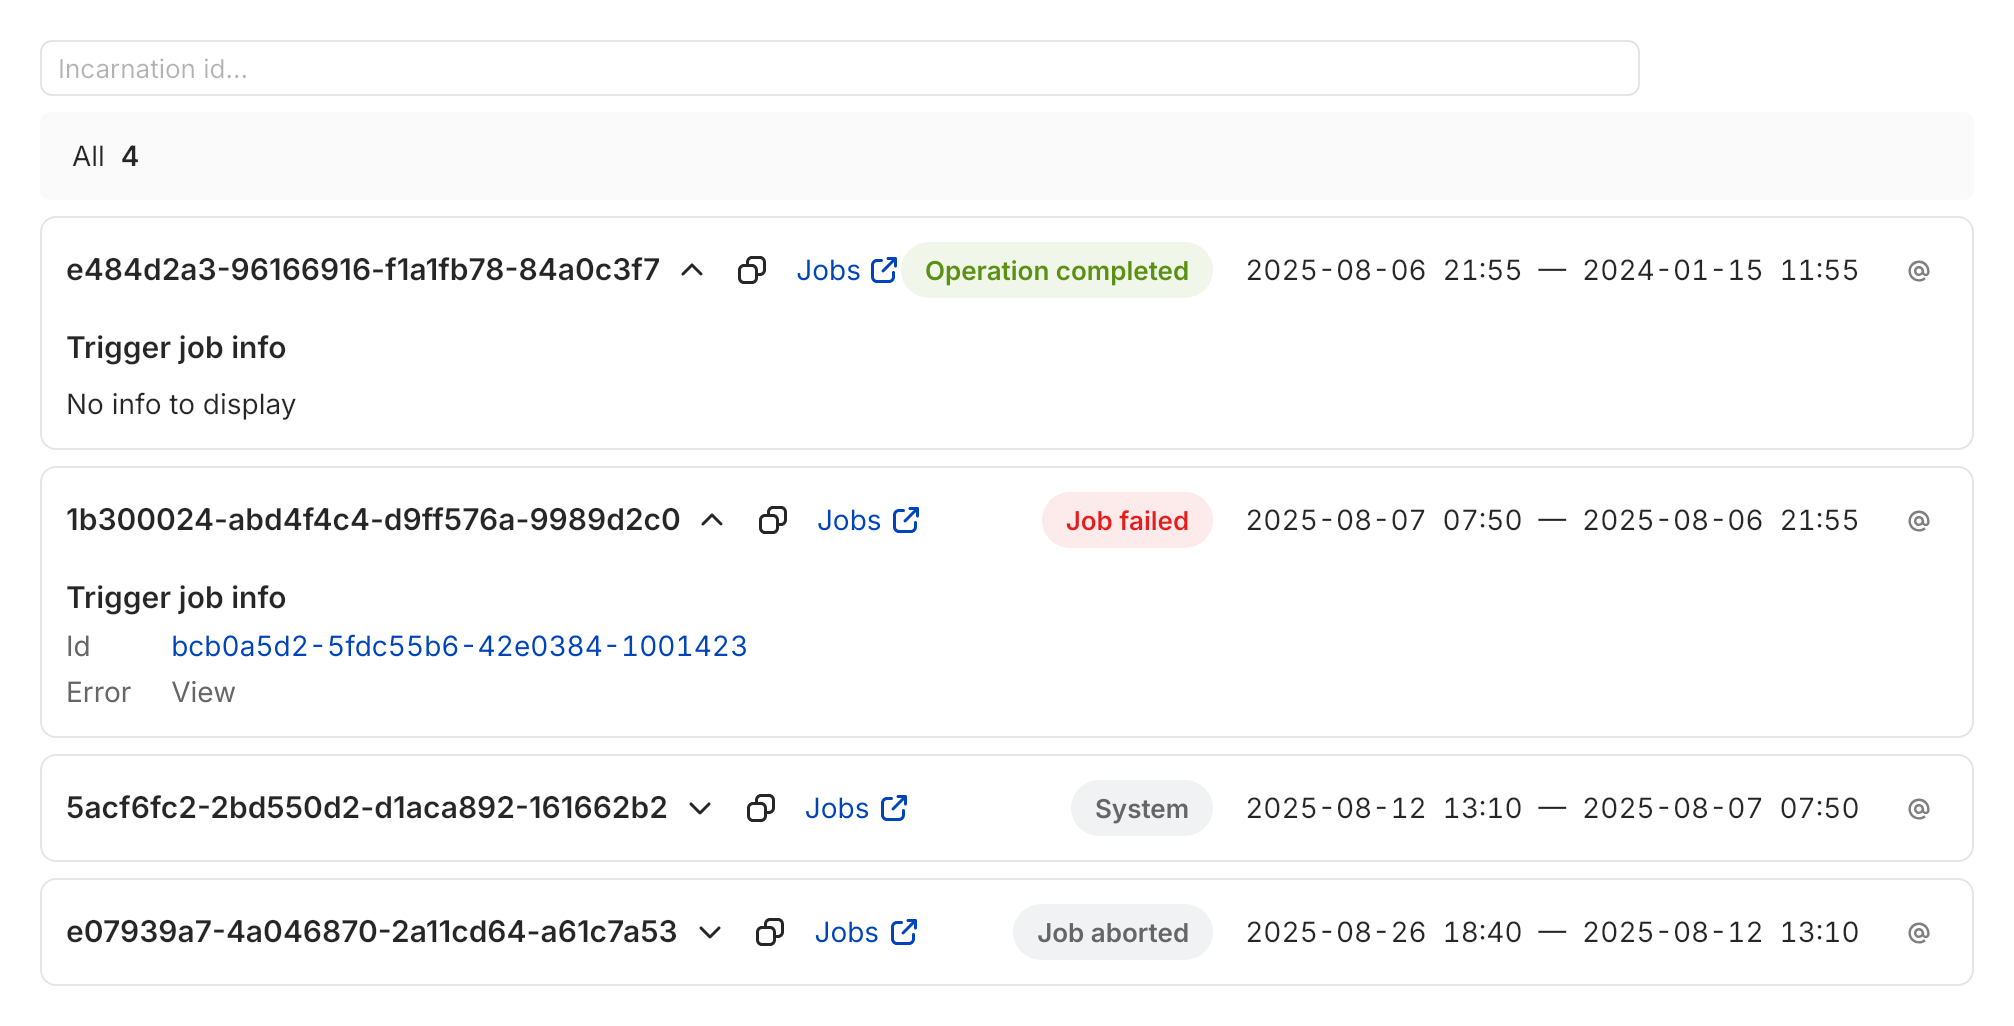 Incarnation id...
All 4
e484d2a3-96166916-f1a1fb78-84a0c3f7 Jobs Operation completed 2025-08-06 21:55 — 2024-01-15 11:55 @
Trigger job info
No info to display
1b300024-abd4f4c4-d9ff576a-9989d2c0 Jobs Job failed 2025-08-07 07:50 — 2025-08-06 21:55 @
Trigger job info
Id bcb0a5d2-5fdc55b6-42e0384-1001423
Error View
5acf6fc2-2bd550d2-d1aca892-161662b2 Jobs System 2025-08-12 13:10 — 2025-08-07 07:50 @
e07939a7-4a046870-2a11cd64-a61c7a53 Jobs Job aborted 2025-08-26 18:40 — 2025-08-12 13:10 @